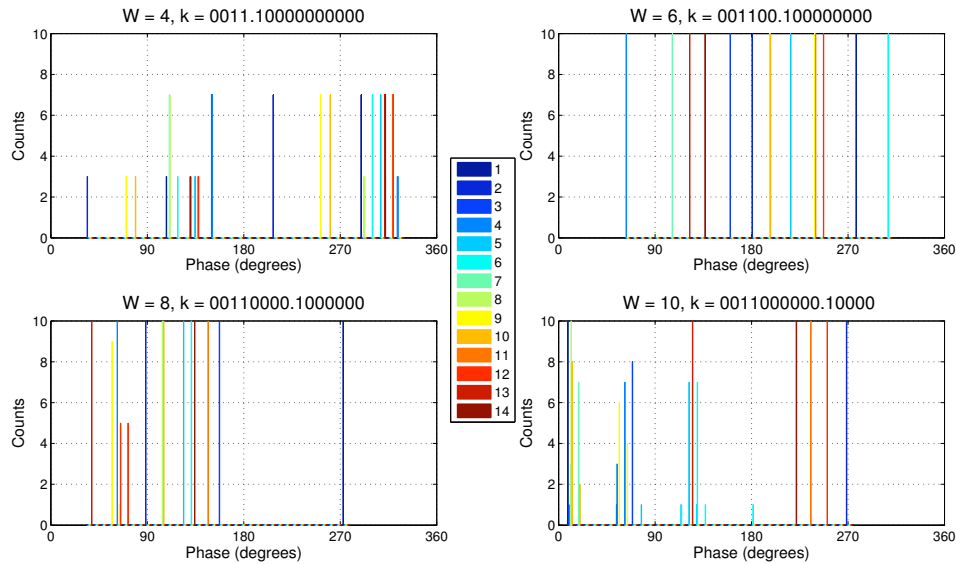 W = 4, k = 0011.10000000000
10
8
6
4
2
0
Counts
0 90 180 270 360
Phase (degrees)
W = 6, k = 001100.100000000
10
8
6
4
2
0
Counts
0 90 180 270 360
Phase (degrees)
1
2
3
4
5
6
7
8
9
10
11
12
13
14
W = 8, k = 00110000.1000000
10
8
6
4
2
0
Counts
0 90 180 270 360
Phase (degrees)
W = 10, k = 0011000000.10000
10
8
6
4
2
0
Counts
0 90 180 270 360
Phase (degrees)